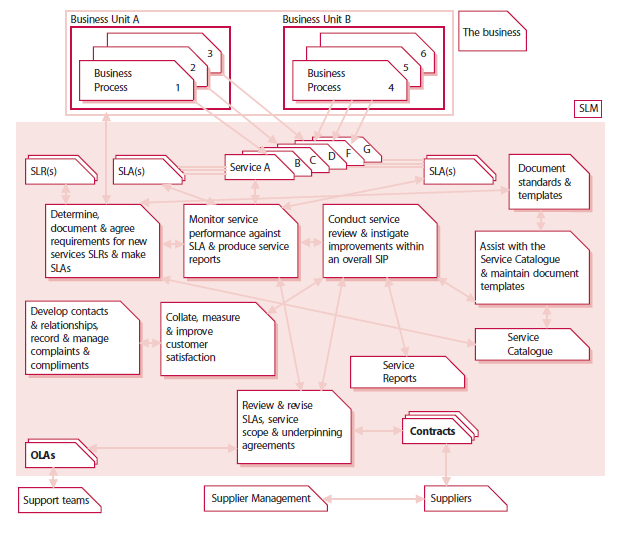 Business Unit A
Business Unit B
The business
3
2
Business
Process 1
6
5
Business
Process 4
SLM
SLR(s)
SLA(s)
Service A
B
C
D
F
G
SLA(s)
Document
standards &
templates
Determine,
document & agree
requirements for new
services SLRs & make
SLAs
Monitor service
performance against
SLA & produce service
reports
Conduct service
review & instigate
improvements within
an overall SIP
Assist with the
Service Catalogue
& maintain document
templates
Develop contacts
& relationships,
record & manage
complaints &
compliments
Collate, measure
& improve
customer
satisfaction
Service
Reports
Service
Catalogue
Review & revise
SLAs, service
scope & underpinning
agreements
Contracts
OLAs
Support teams
Supplier Management
Suppliers